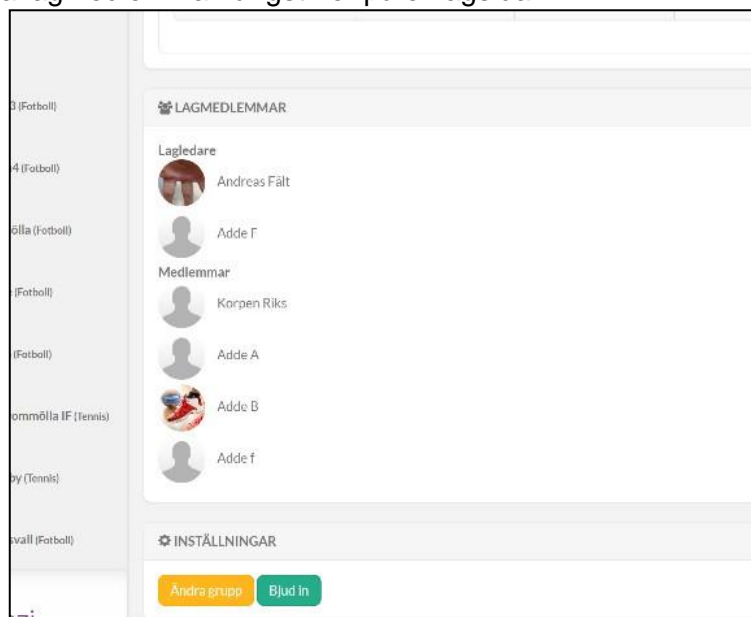 3 (Fotboll)
LAGMEDLEMMAR
Lagledare
Andreas Fält
4 (Fotboll)
ölla (Fotboll)
Adde F
Medlemmar
(Fotboll)
Korpen Riks
(Fotboll)
Adde A
Adde B
ommölla IF (Tennis)
Adde f
by (Tennis)
svall (Fotboll)
INSTÄLLNINGAR
Ändra grupp Bjud in